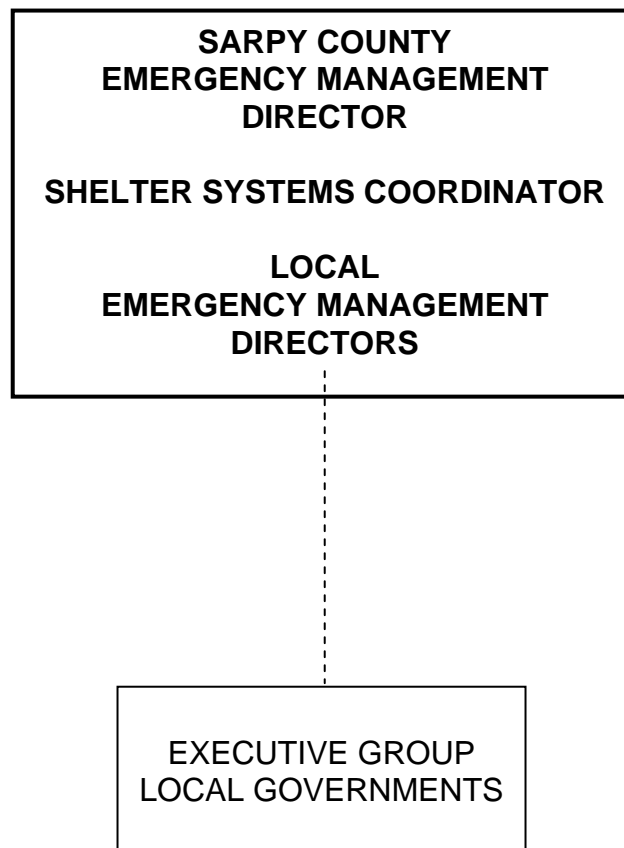 SARPY COUNTY
EMERGENCY MANAGEMENT
DIRECTOR
SHELTER SYSTEMS COORDINATOR
LOCAL
EMERGENCY MANAGEMENT
DIRECTORS
EXECUTIVE GROUP
LOCAL GOVERNMENTS